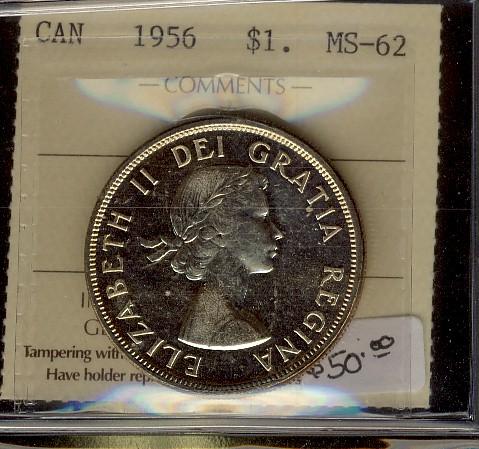 CAN 1956 $1. MS-62
— COMMENTS —
ELIZABETH II DEI GRATIA REGINA
Tampering with
Have holder rep
$50.00